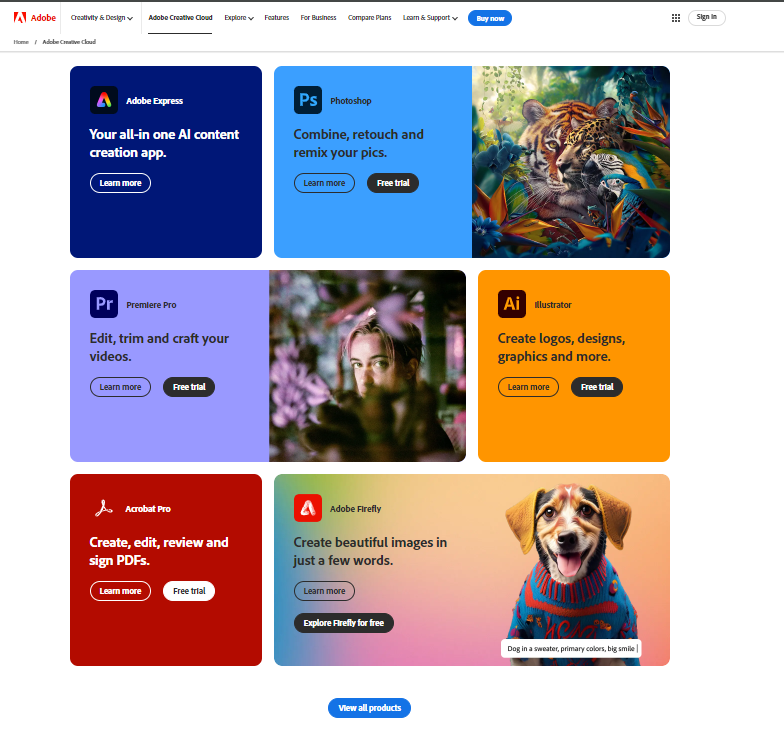 Adobe
Creativity & Design
Adobe Creative Cloud
Explore
Features
For Business
Compare Plans
Learn & Support
Buy now
Sign in
Home / Adobe Creative Cloud
Adobe Express
Your all-in one AI content
creation app.
Learn more
Ps
Photoshop
Combine, retouch and
remix your pics.
Learn more
Free trial
Pr
Premiere Pro
Edit, trim and craft your
videos.
Learn more
Free trial
Ai
Illustrator
Create logos, designs,
graphics and more.
Learn more
Free trial
Acrobat Pro
Create, edit, review and
sign PDFs.
Learn more
Free trial
Adobe Firefly
Create beautiful images in
just a few words.
Learn more
Explore Firefly for free
Dog in a sweater, primary colors, big smile |
View all products